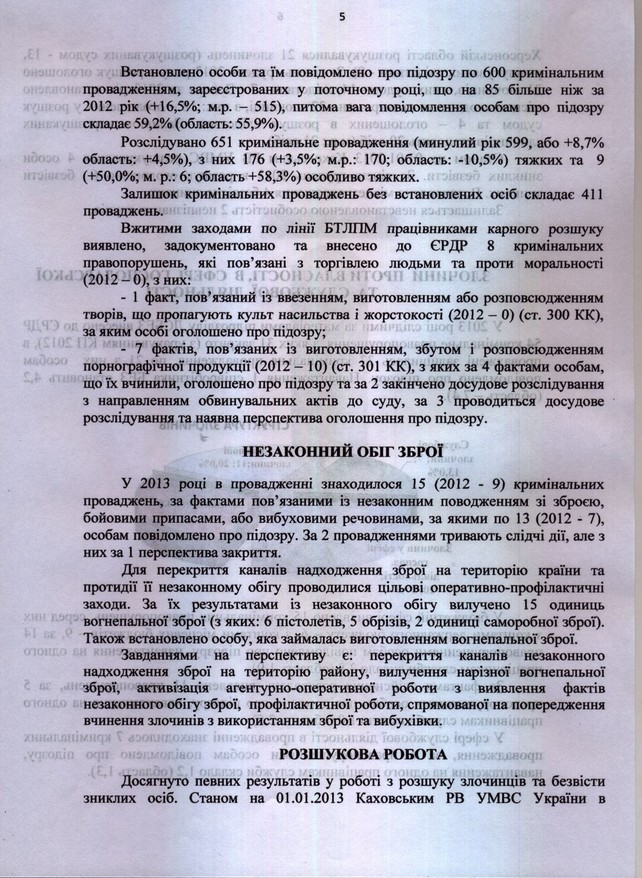 5
Встановлено особи та їм повідомлено про підозру по 600 кримінальним
провадженням, зареєстрованих у поточному році, що на 85 більше ніж за
2012 рік (+16,5%; м.р. – 515), питома вага повідомлення особам про підозру
складає 59,2% (область: 55,9%).
Розслідувано 651 кримінальне провадження (минулий рік 599, або +8,7%
область: +4,5%), з них 176 (+3,5%; м.р.: 170; область: -10,5%) тяжких та 9
(+50,0%; м. р.: 6; область +58,3%) особливо тяжких.
Залишок кримінальних проваджень без встановлених осіб складає 411
проваджень.
Вжитими заходами по лінії БТЛПМ працівниками карного розшуку
виявлено, задокументовано та внесено до ЄРДР 8 кримінальних
правопорушень, які пов’язані з торгівлею людьми та проти моральності
(2012 – 0), з них:
- 1 факт, пов’язаний із ввезенням, виготовленням або розповсюдженням
творів, що пропагують культ насильства і жорстокості (2012 – 0) (ст. 300 КК),
за яким особі оголошено про підозру;
- 7 фактів, пов’язаних із виготовленням, збутом і розповсюдженням
порнографічної продукції (2012 – 10) (ст. 301 КК), з яких за 4 фактами особам,
що їх вчинили, оголошено про підозру та за 2 закінчено досудове розслідування
з направленням обвинувальних актів до суду, за 3 проводиться досудове
розслідування та наявна перспектива оголошення про підозру.
НЕЗАКОННИЙ ОБІГ ЗБРОЇ
У 2013 році в провадженні знаходилося 15 (2012 - 9) кримінальних
проваджень, за фактами пов’язаними із незаконним поводженням зі зброєю,
бойовими припасами, або вибуховими речовинами, за якими по 13 (2012 - 7),
особам повідомлено про підозру. За 2 провадженнями тривають слідчі дії, але з
них за 1 перспектива закриття.
Для перекриття каналів надходження зброї на територію країни та
протидії її незаконному обігу проводилися цільові оперативно-профілактичні
заходи. За їх результатами із незаконного обігу вилучено 15 одиниць
вогнепальної зброї (з яких: 6 пістолетів, 5 обрізів, 2 одиниці саморобної зброї).
Також встановлено особу, яка займалась виготовленням вогнепальної зброї.
Завданнями на перспективу є: перекриття каналів незаконного
надходження зброї на територію району, вилучення нарізної вогнепальної
зброї, активізація агентурно-оперативної роботи з виявлення фактів
незаконного обігу зброї, профілактичної роботи, спрямованої на попередження
вчинення злочинів з використанням зброї та вибухівки.
РОЗШУКОВА РОБОТА
Досягнуто певних результатів у роботі з розшуку злочинців та безвісти
зниклих осіб. Станом на 01.01.2013 Каховським РВ УМВС України в